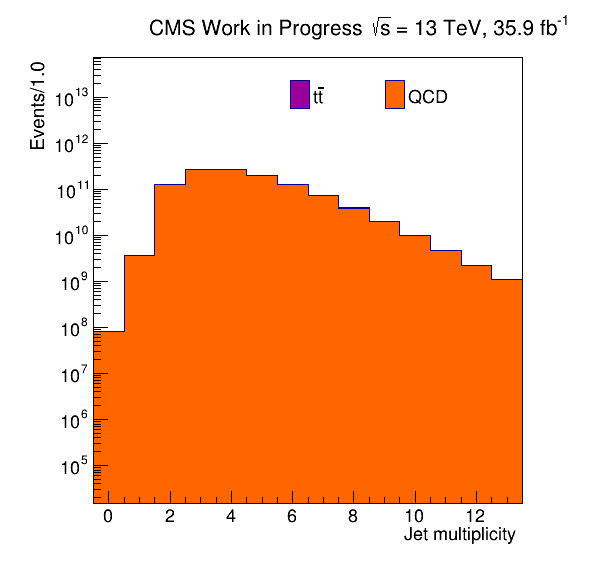 CMS Work in Progress √s = 13 TeV, 35.9 fb⁻¹
Events/1.0
tt̄ QCD
10¹³
10¹²
10¹¹
10¹⁰
10⁹
10⁸
10⁷
10⁶
10⁵
0 2 4 6 8 10 12
Jet multiplicity